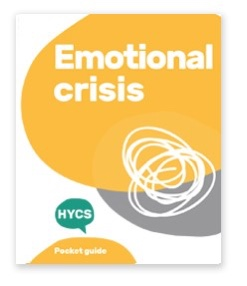 Emotional
crisis
HYCS
Pocket guide